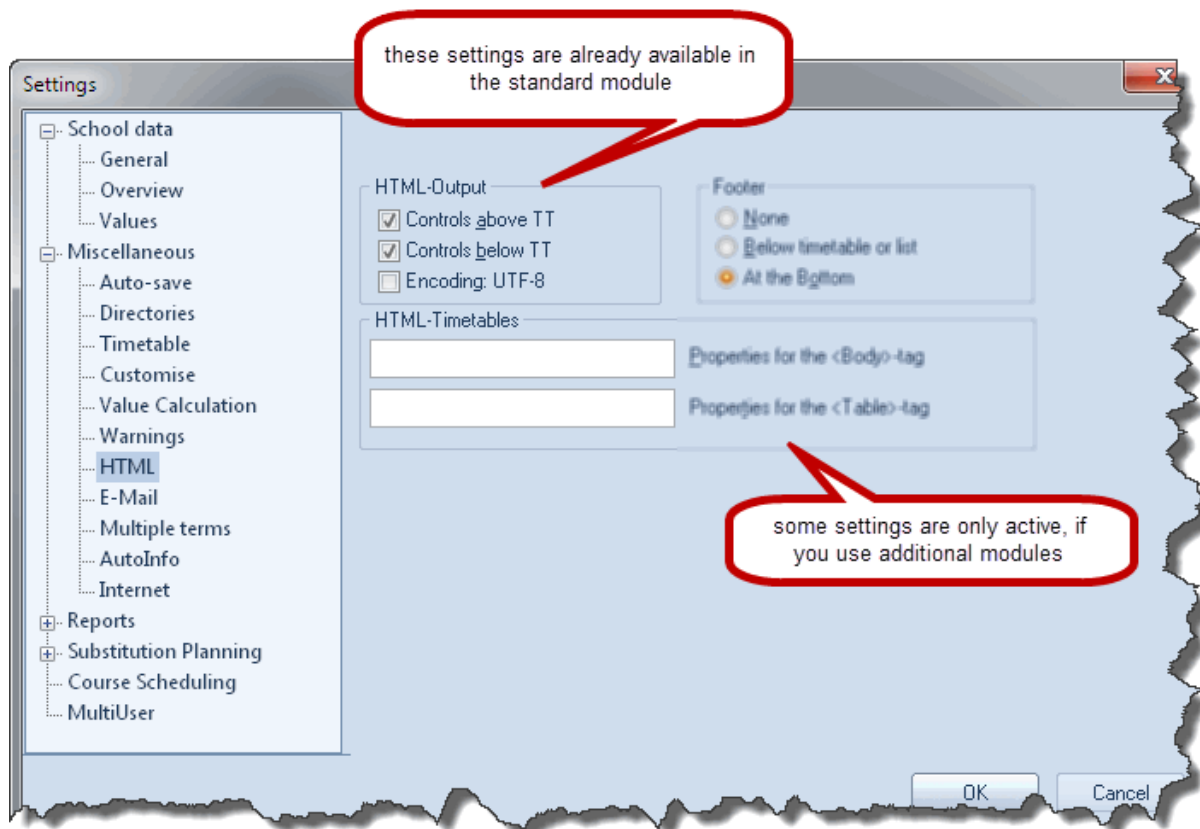 these settings are already available in
the standard module
Settings
School data
General
Overview
Values
Miscellaneous
Auto-save
Directories
Timetable
Customise
Value Calculation
Warnings
HTML
E-Mail
Multiple terms
AutoInfo
Internet
Reports
Substitution Planning
Course Scheduling
MultiUser
HTML-Output
Controls above TT
Controls below TT
Encoding: UTF-8
Footer
None
Below timetable or list
At the Bottom
HTML-Timetables
Properties for the <Body>-tag
Properties for the <Table>-tag
some settings are only active, if
you use additional modules
OK
Cancel